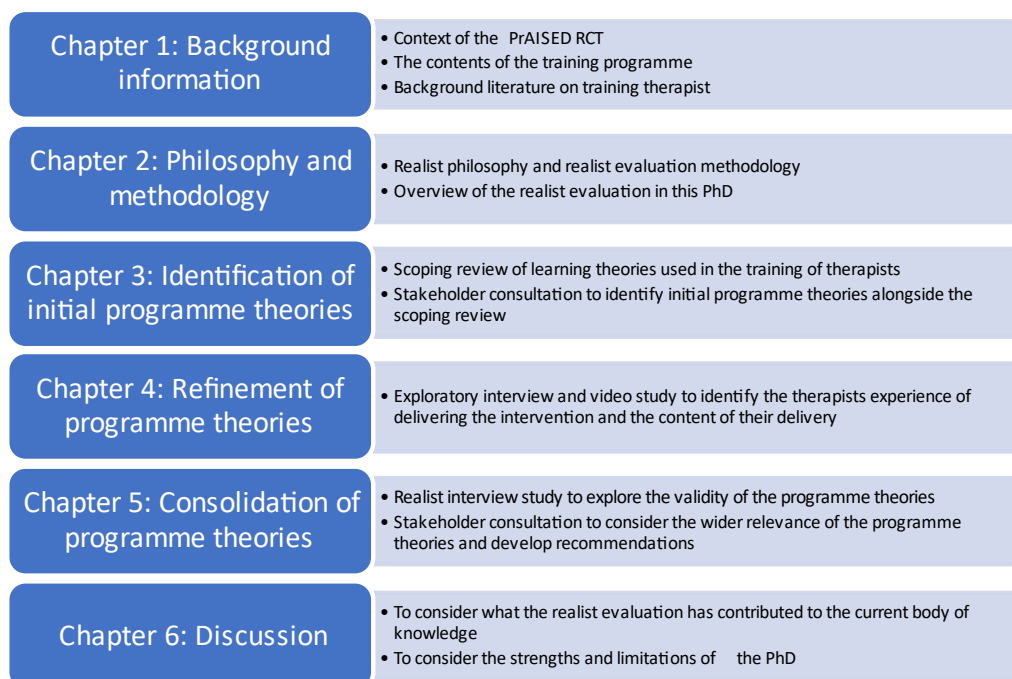 Chapter 1: Background
information
• Context of the PrAISED RCT
• The contents of the training programme
• Background literature on training therapist
Chapter 2: Philosophy and
methodology
• Realist philosophy and realist evaluation methodology
• Overview of the realist evaluation in this PhD
Chapter 3: Identification of
initial programme theories
• Scoping review of learning theories used in the training of therapists
• Stakeholder consultation to identify initial programme theories alongside the
scoping review
Chapter 4: Refinement of
programme theories
• Exploratory interview and video study to identify the therapists experience of
delivering the intervention and the content of their delivery
Chapter 5: Consolidation of
programme theories
• Realist interview study to explore the validity of the programme theories
• Stakeholder consultation to consider the wider relevance of the programme
theories and develop recommendations
Chapter 6: Discussion
• To consider what the realist evaluation has contributed to the current body of
knowledge
• To consider the strengths and limitations of the PhD